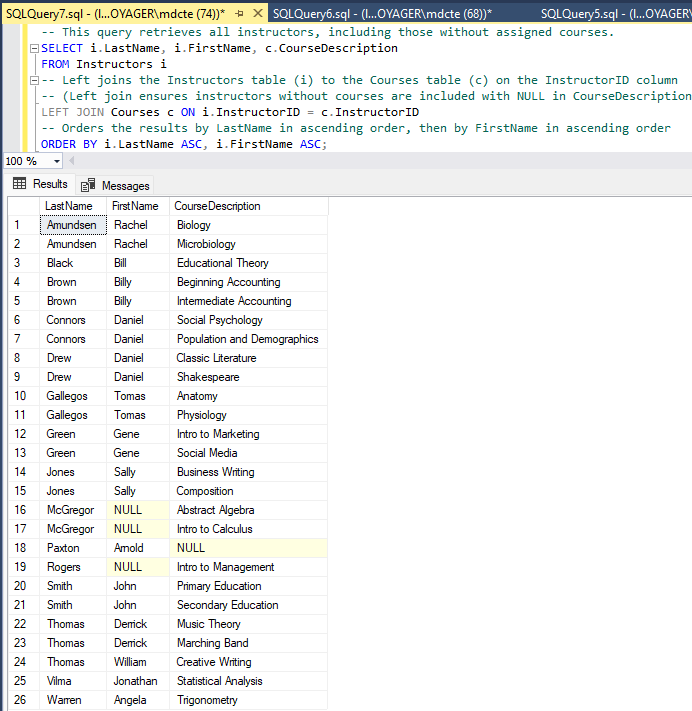 SQLQuery7.sql - (l...OYAGER\mdcte (74))* SQLQuery6.sql - (l...OYAGER\mdcte (68))* SQLQuery5.sql - (l...OYAGER\
-- This query retrieves all instructors, including those without assigned courses.
SELECT i.LastName, i.FirstName, c.CourseDescription
FROM Instructors i
-- Left joins the Instructors table (i) to the Courses table (c) on the InstructorID column
-- (Left join ensures instructors without courses are included with NULL in CourseDescription
LEFT JOIN Courses c ON i.InstructorID = c.InstructorID
-- Orders the results by LastName in ascending order, then by FirstName in ascending order
ORDER BY i.LastName ASC, i.FirstName ASC;
100 %
Results Messages
LastName FirstName CourseDescription
1 Amundsen Rachel Biology
2 Amundsen Rachel Microbiology
3 Black Bill Educational Theory
4 Brown Billy Beginning Accounting
5 Brown Billy Intermediate Accounting
6 Connors Daniel Social Psychology
7 Connors Daniel Population and Demographics
8 Drew Daniel Classic Literature
9 Drew Daniel Shakespeare
10 Gallegos Tomas Anatomy
11 Gallegos Tomas Physiology
12 Green Gene Intro to Marketing
13 Green Gene Social Media
14 Jones Sally Business Writing
15 Jones Sally Composition
16 McGregor NULL Abstract Algebra
17 McGregor NULL Intro to Calculus
18 Paxton Arnold NULL
19 Rogers NULL Intro to Management
20 Smith John Primary Education
21 Smith John Secondary Education
22 Thomas Derrick Music Theory
23 Thomas Derrick Marching Band
24 Thomas William Creative Writing
25 Vilma Jonathan Statistical Analysis
26 Warren Angela Trigonometry